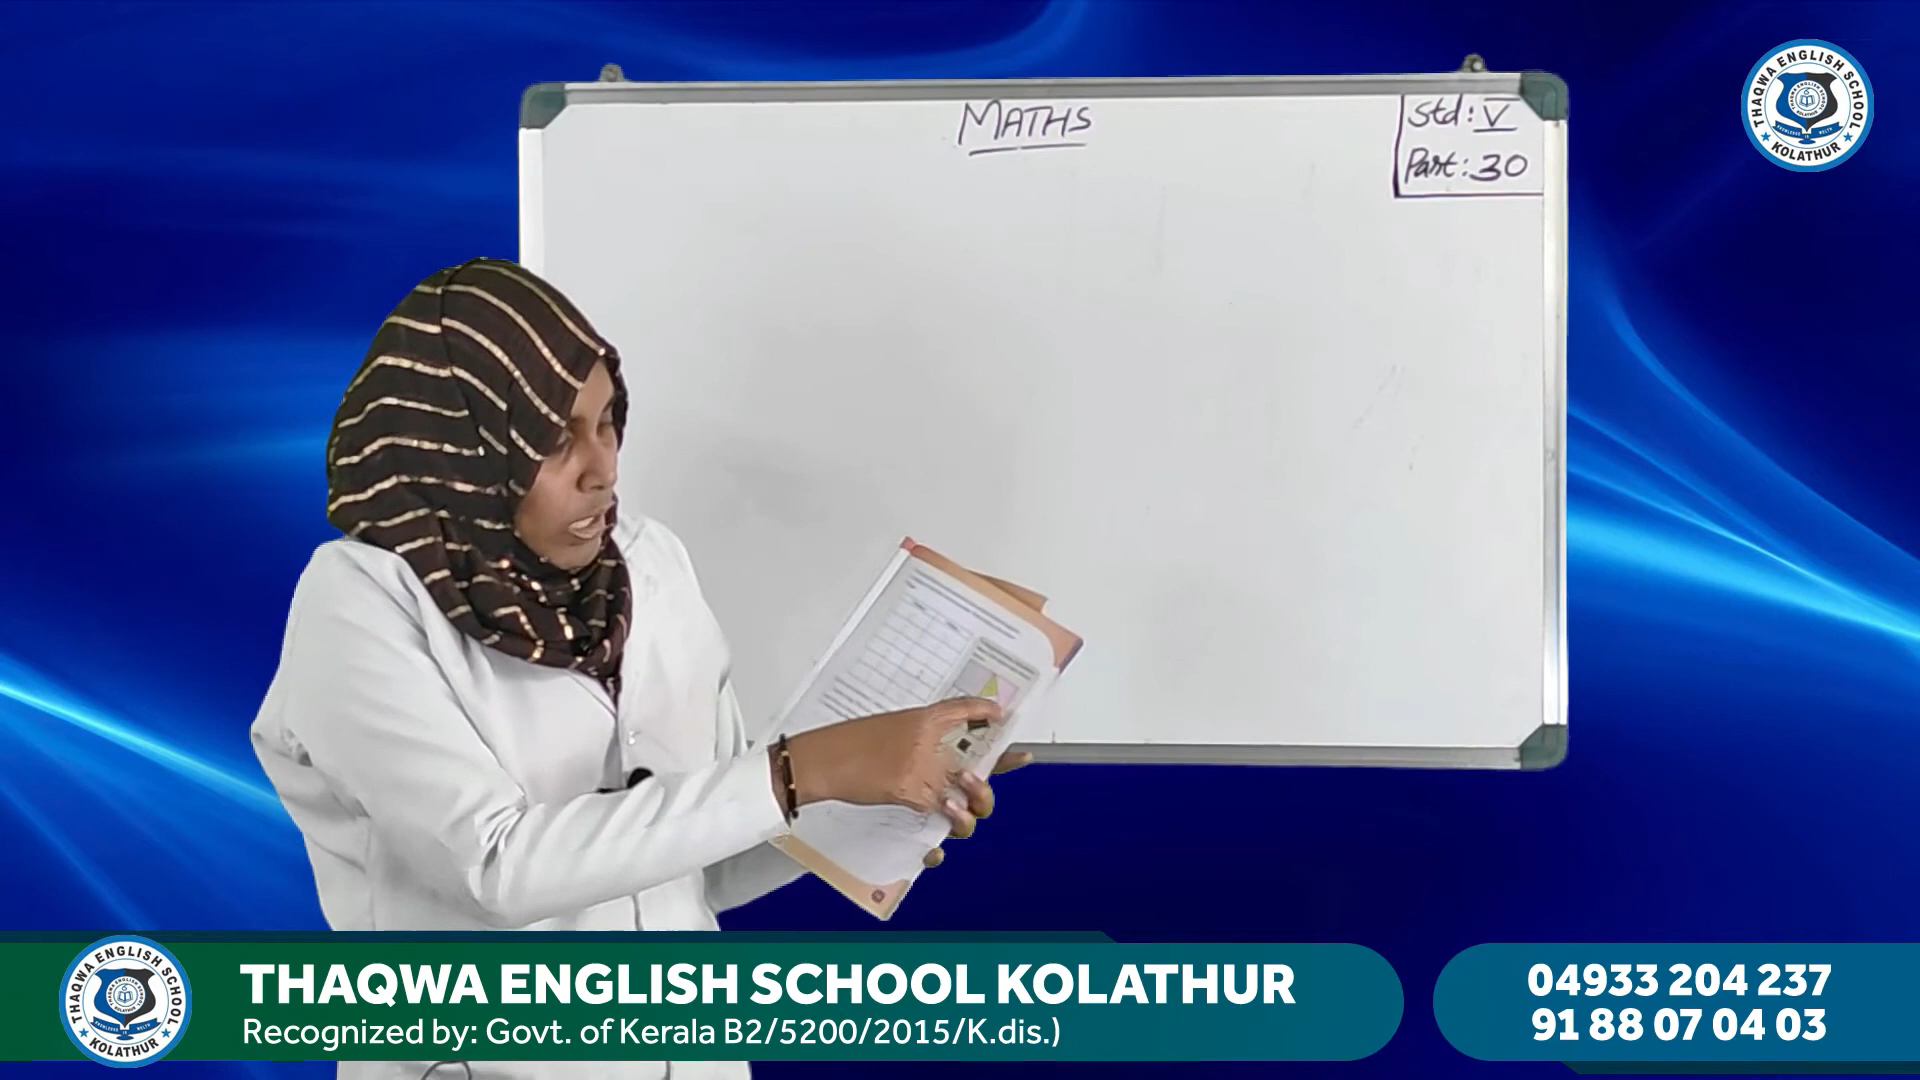 MATHS
Std: V
Part: 30
THAQWA ENGLISH SCHOOL
KOLATHUR
THAQWA ENGLISH SCHOOL
KOLATHUR
THAQWA ENGLISH SCHOOL KOLATHUR
Recognized by: Govt. of Kerala B2/5200/2015/K.dis.)
04933 204 237
91 88 07 04 03